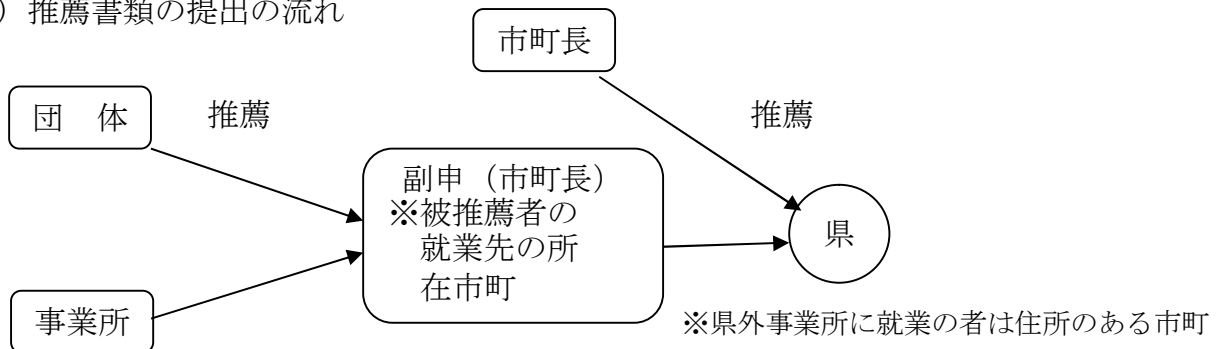 ）推薦書類の提出の流れ
市町長
団　体
推薦
推薦
副申（市町長）
※被推薦者の
就業先の所
在市町
県
事業所
※県外事業所に就業の者は住所のある市町